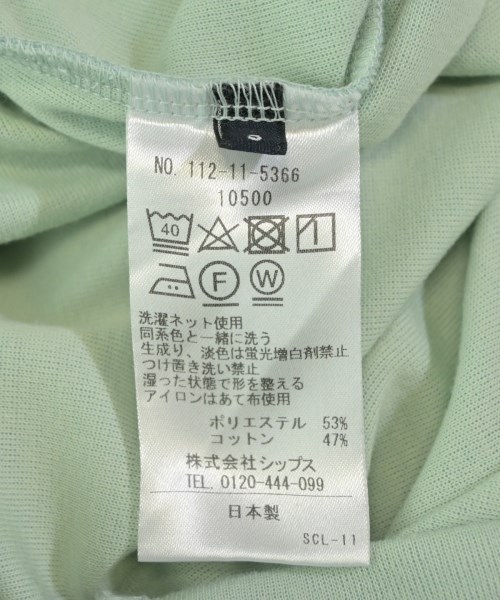 NO. 112-11-5366
10500
40
F W
洗濯ネット使用
同系色と一緒に洗う
生成り、淡色は蛍光増白剤禁止
つけ置き洗い禁止
湿った状態で形を整える
アイロンはあて布使用
ポリエステル 53%
コットン 47%
株式会社シップス
TEL. 0120-444-099
日本製
SCL-11